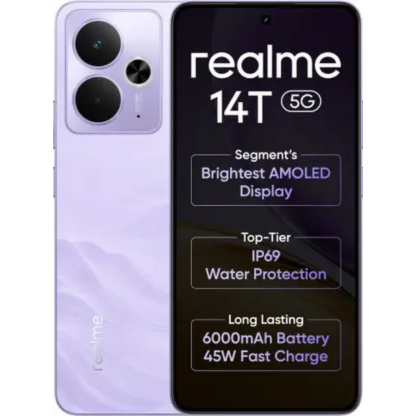 realme
14T 5G
Segment's
Brightest AMOLED
Display
Top-Tier
IP69
Water Protection
Long Lasting
6000mAh Battery
45W Fast Charge
realme